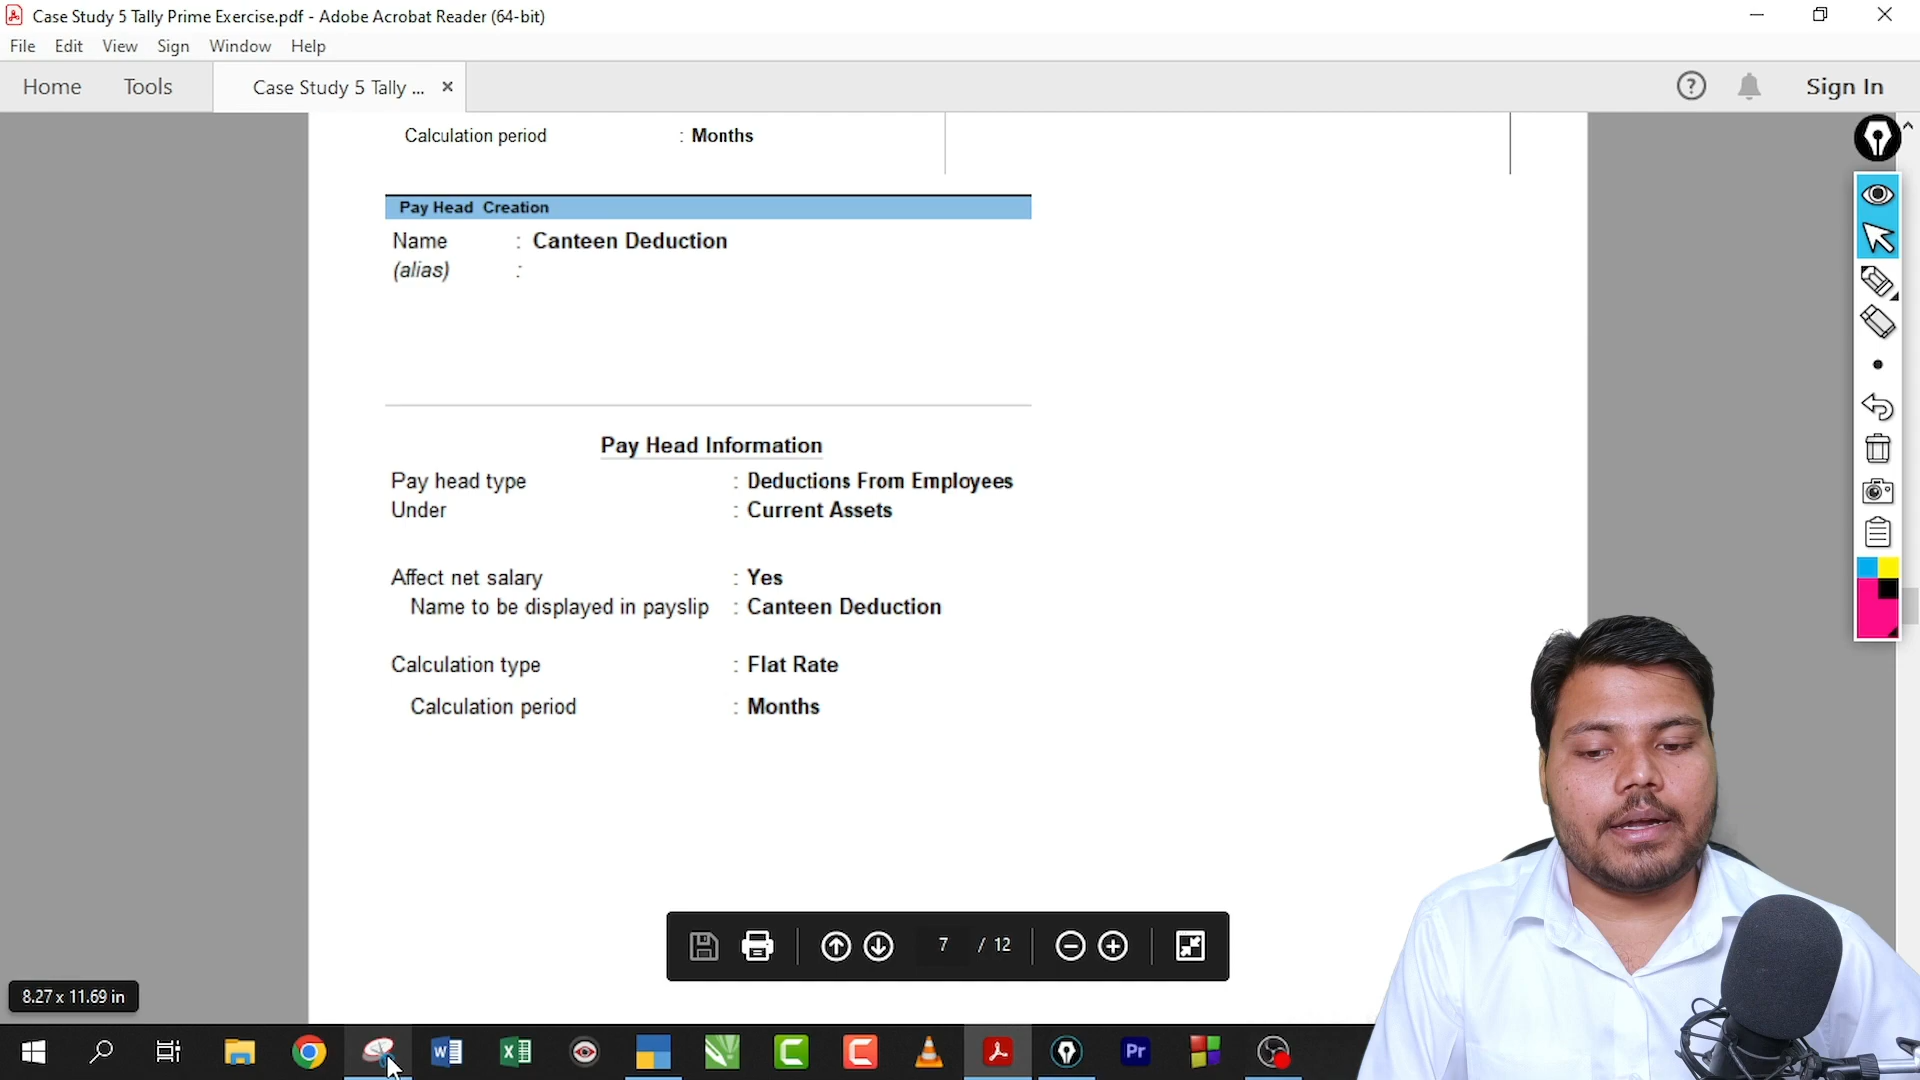 Case Study 5 Tally Prime Exercise.pdf - Adobe Acrobat Reader (64-bit)
File Edit View Sign Window Help
Home Tools Case Study 5 Tally ... Sign In
Calculation period : Months
Pay Head Creation
Name : Canteen Deduction
(alias) :
Pay Head Information
Pay head type : Deductions From Employees
Under : Current Assets
Affect net salary : Yes
Name to be displayed in payslip : Canteen Deduction
Calculation type : Flat Rate
Calculation period : Months
7 / 12
8.27 x 11.69 in
Pr